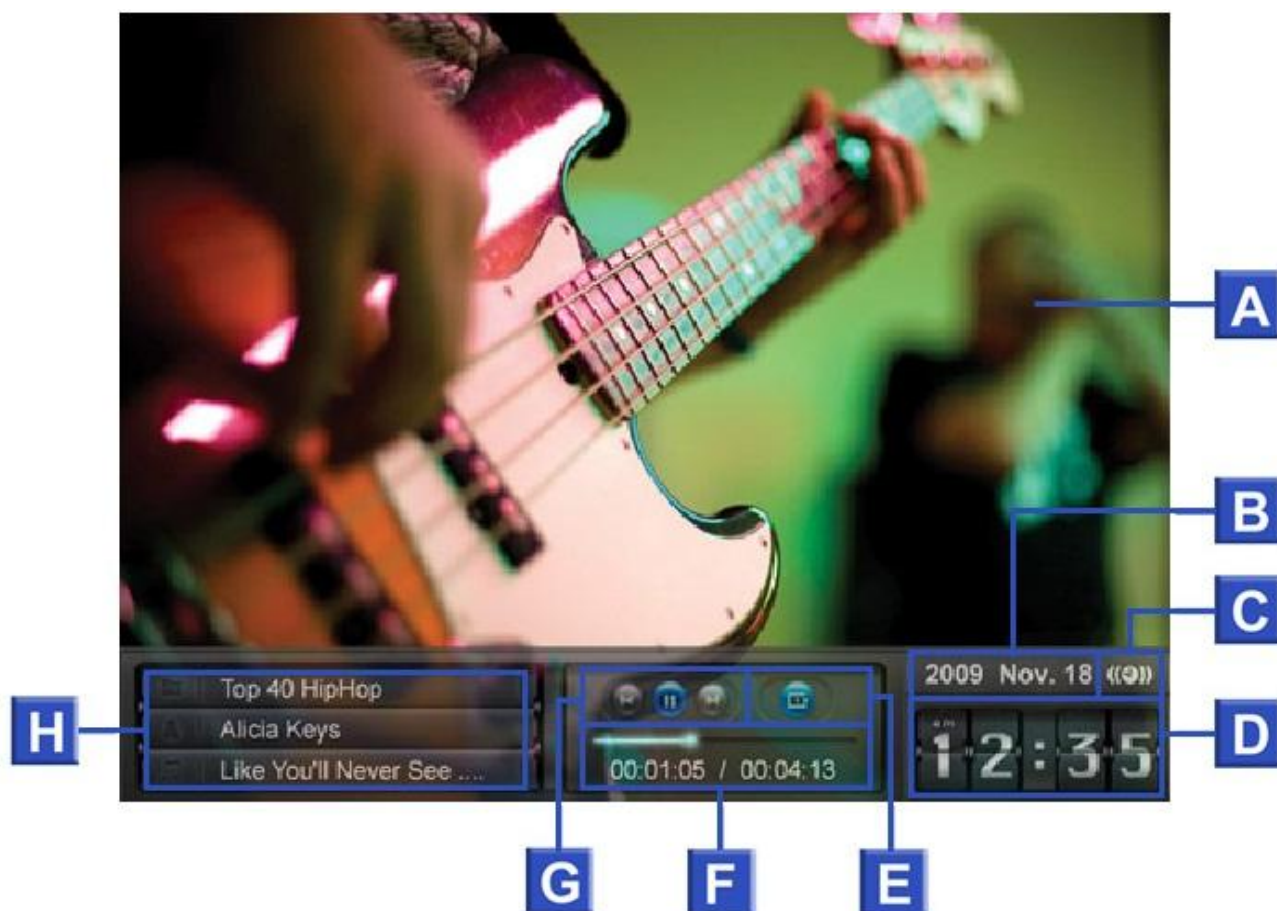 A
B
2009 Nov. 18
C
Top 40 HipHop
Alicia Keys
Like You'll Never See ....
H
00:01:05 / 00:04:13
AM
12:35
D
G
F
E